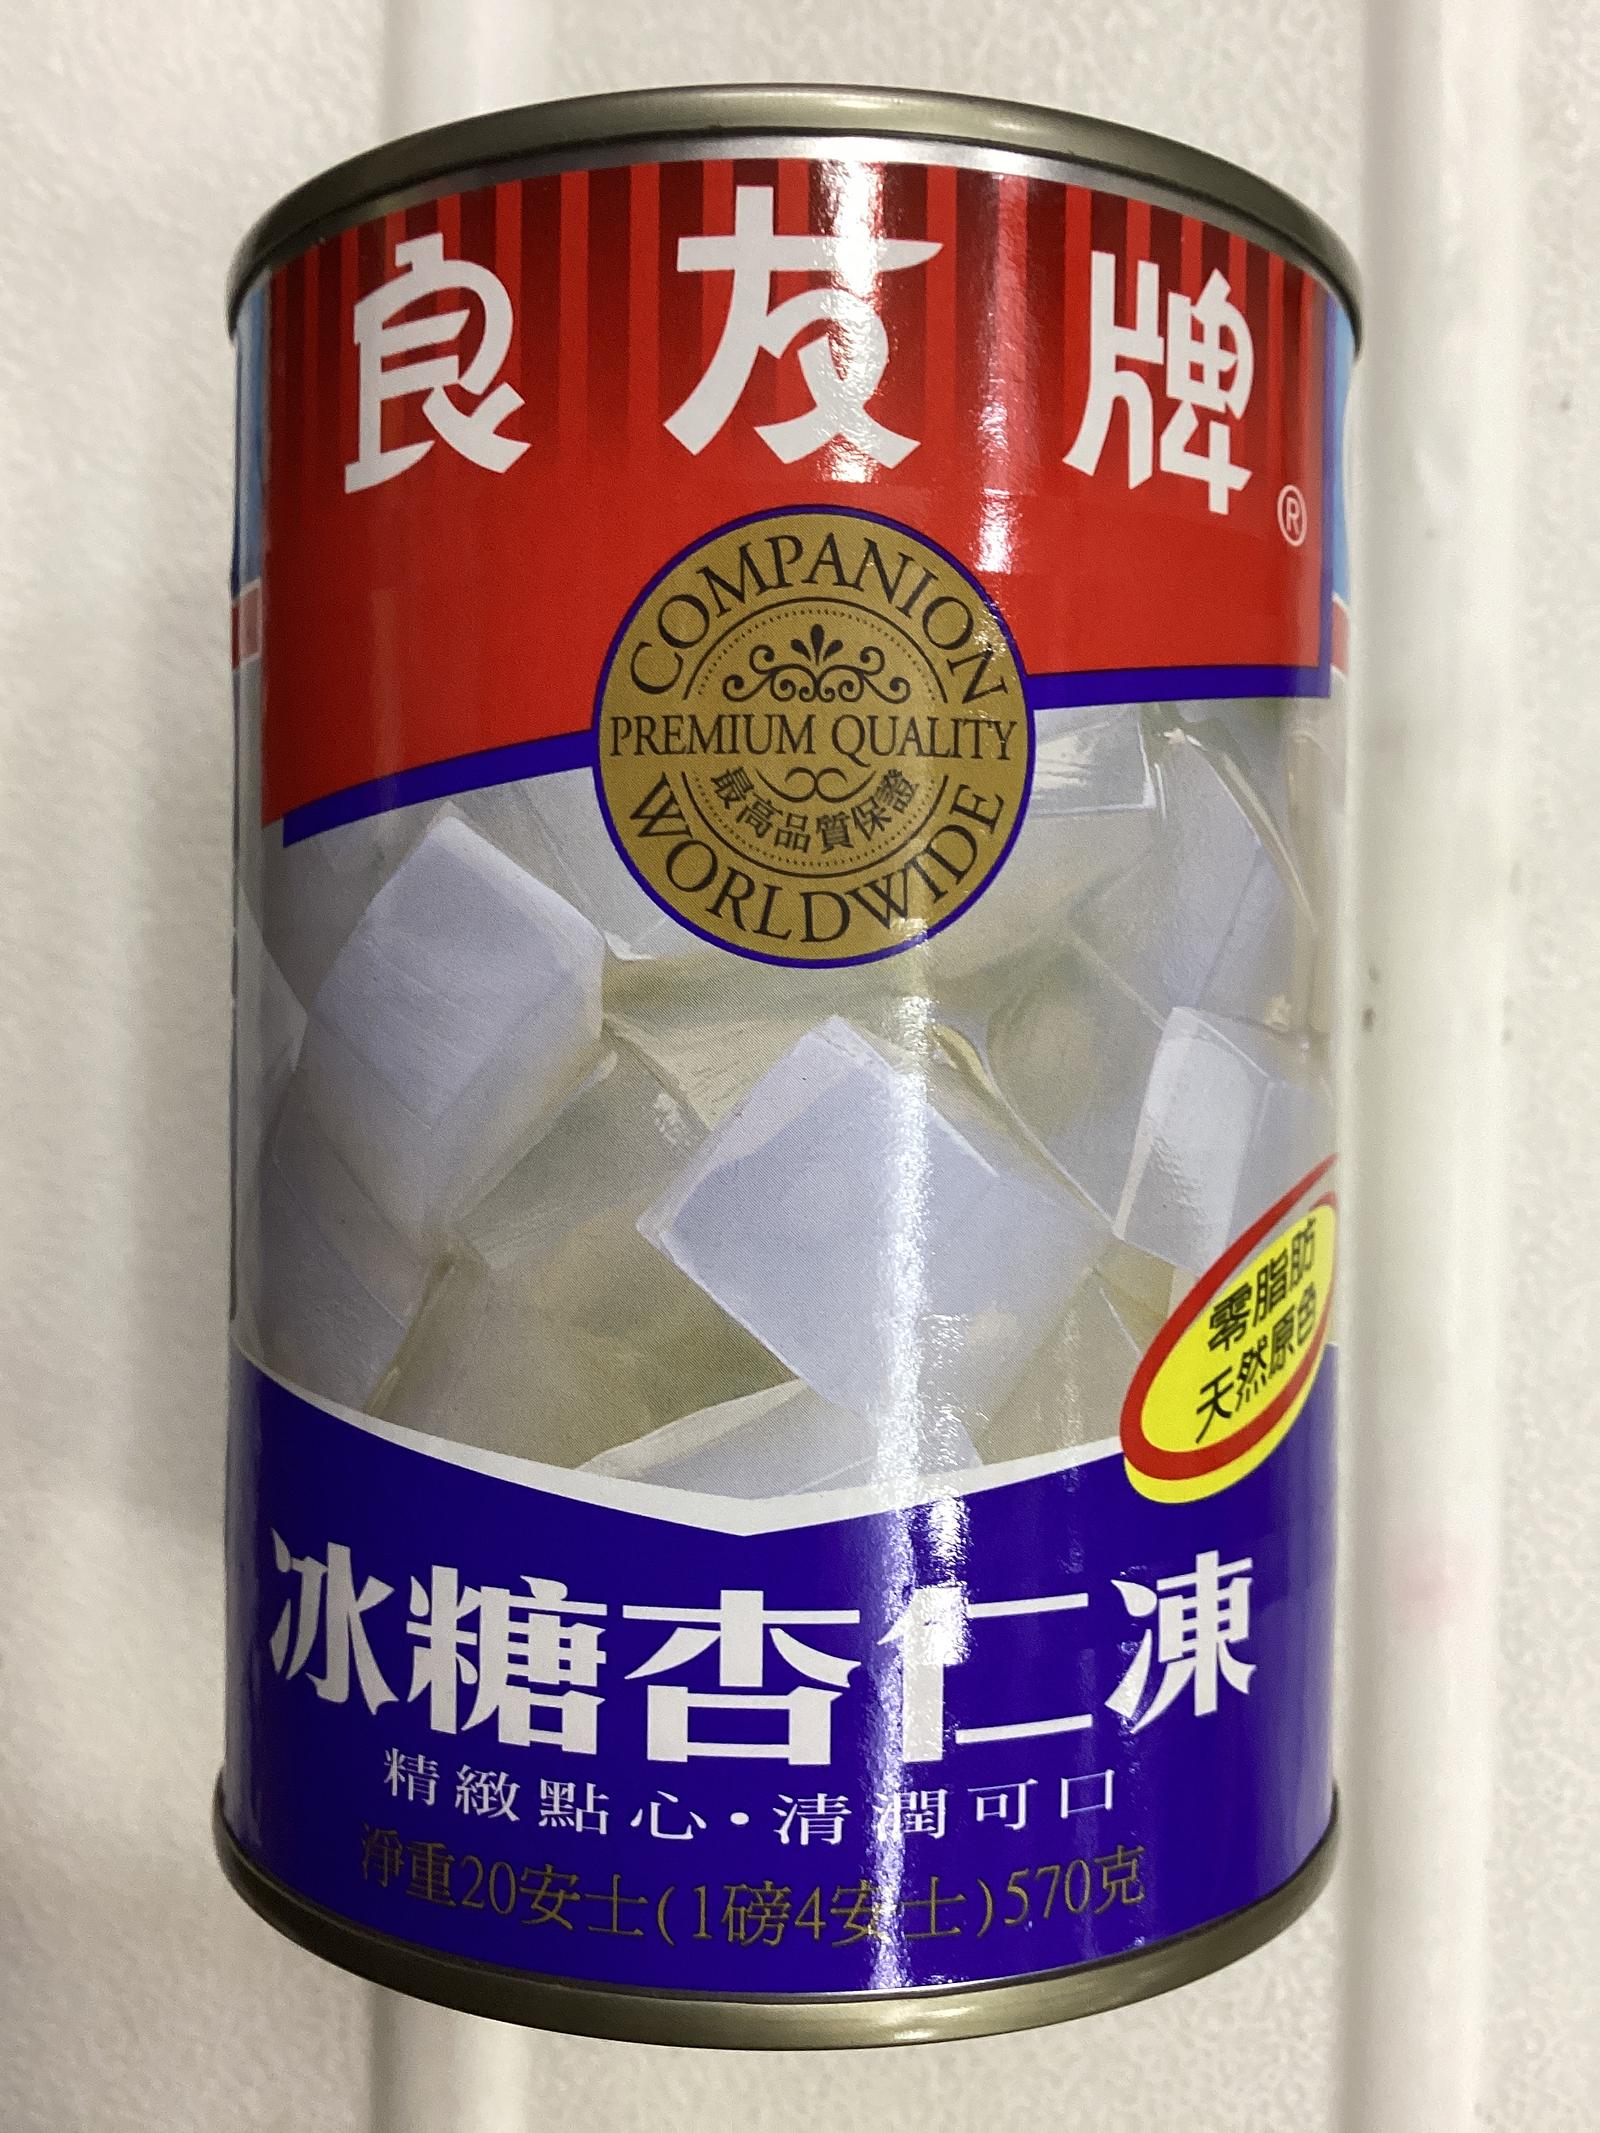 良友牌
®
COMPANION
PREMIUM QUALITY
最高品質保證
WORLDWIDE
零脂肪
天然原色
冰糖杏仁凍
精緻點心·清潤可口
淨重20安士(1磅4安士)570克